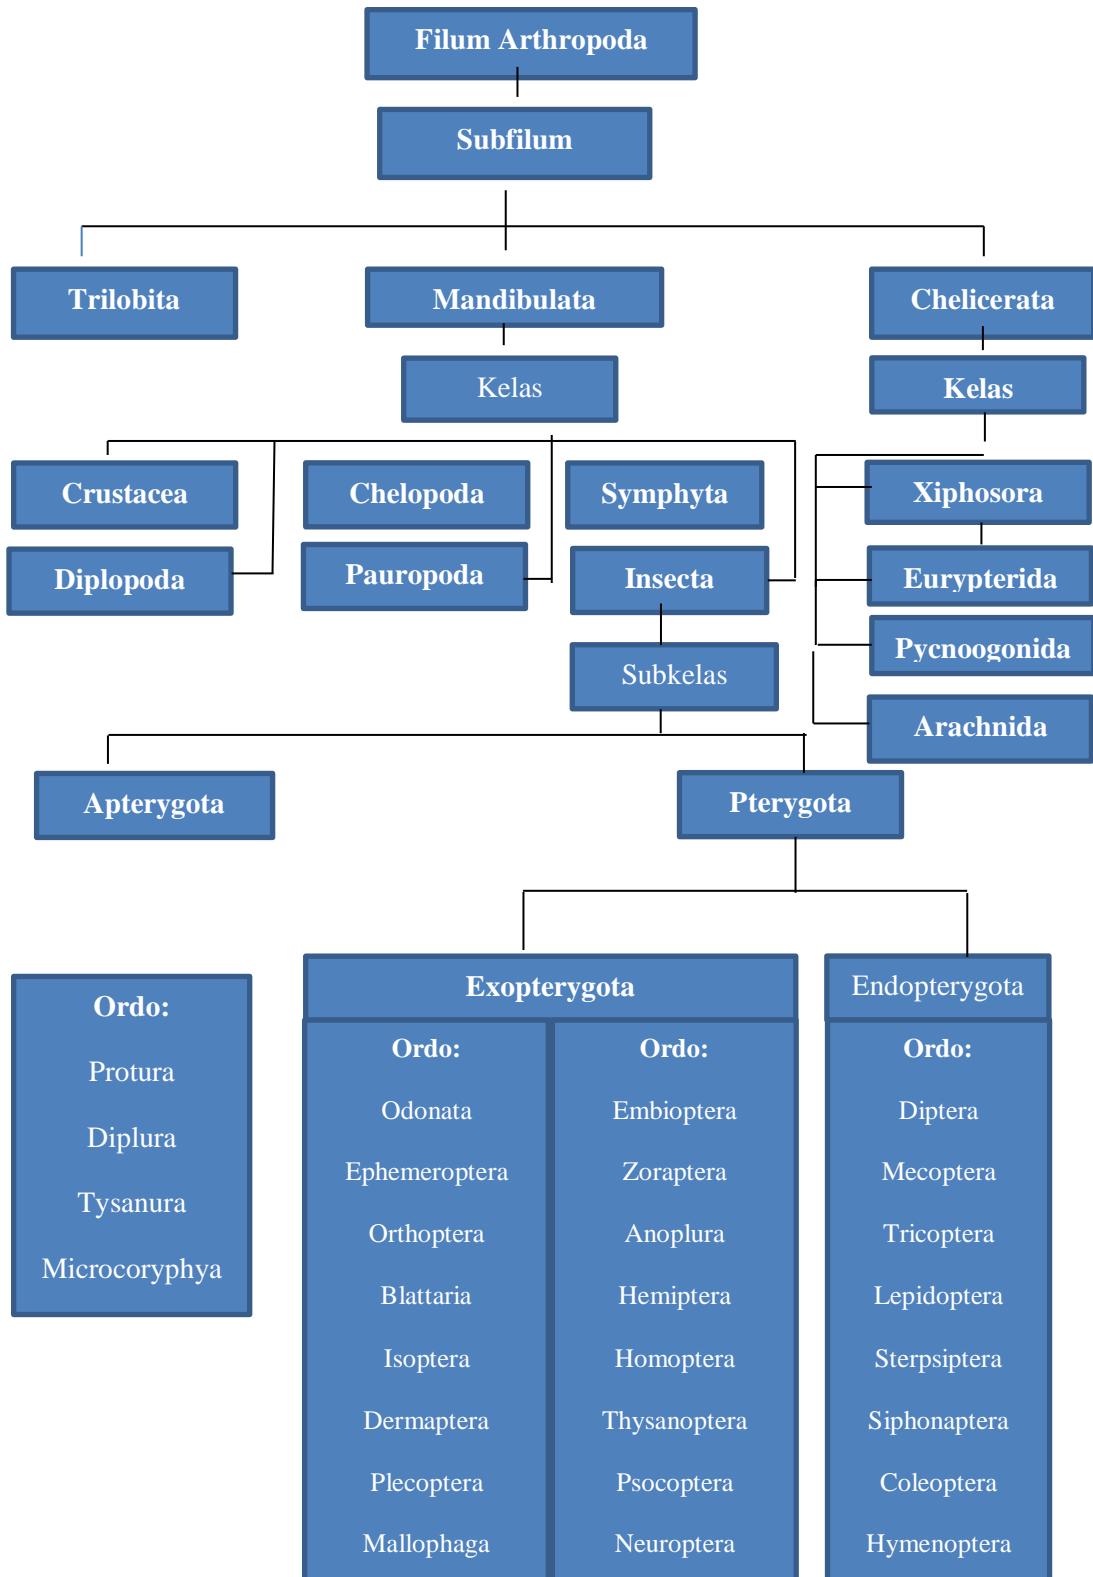 Filum Arthropoda
Subfilum
Trilobita
Mandibulata
Chelicerata
Kelas
Kelas
Crustacea
Chelopoda
Symphyta
Xiphosora
Diplopoda
Pauropoda
Insecta
Eurypterida
Subkelas
Pycnoogonida
Arachnida
Apterygota
Pterygota
Ordo:
Protura
Diplura
Tysanura
Microcoryphya
Exopterygota
Ordo:
Odonata
Ephemeroptera
Orthoptera
Blattaria
Isoptera
Dermaptera
Plecoptera
Mallophaga
Ordo:
Embioptera
Zoraptera
Anoplura
Hemiptera
Homoptera
Thysanoptera
Psocoptera
Neuroptera
Endopterygota
Ordo:
Diptera
Mecoptera
Tricoptera
Lepidoptera
Sterpsiptera
Siphonaptera
Coleoptera
Hymenoptera